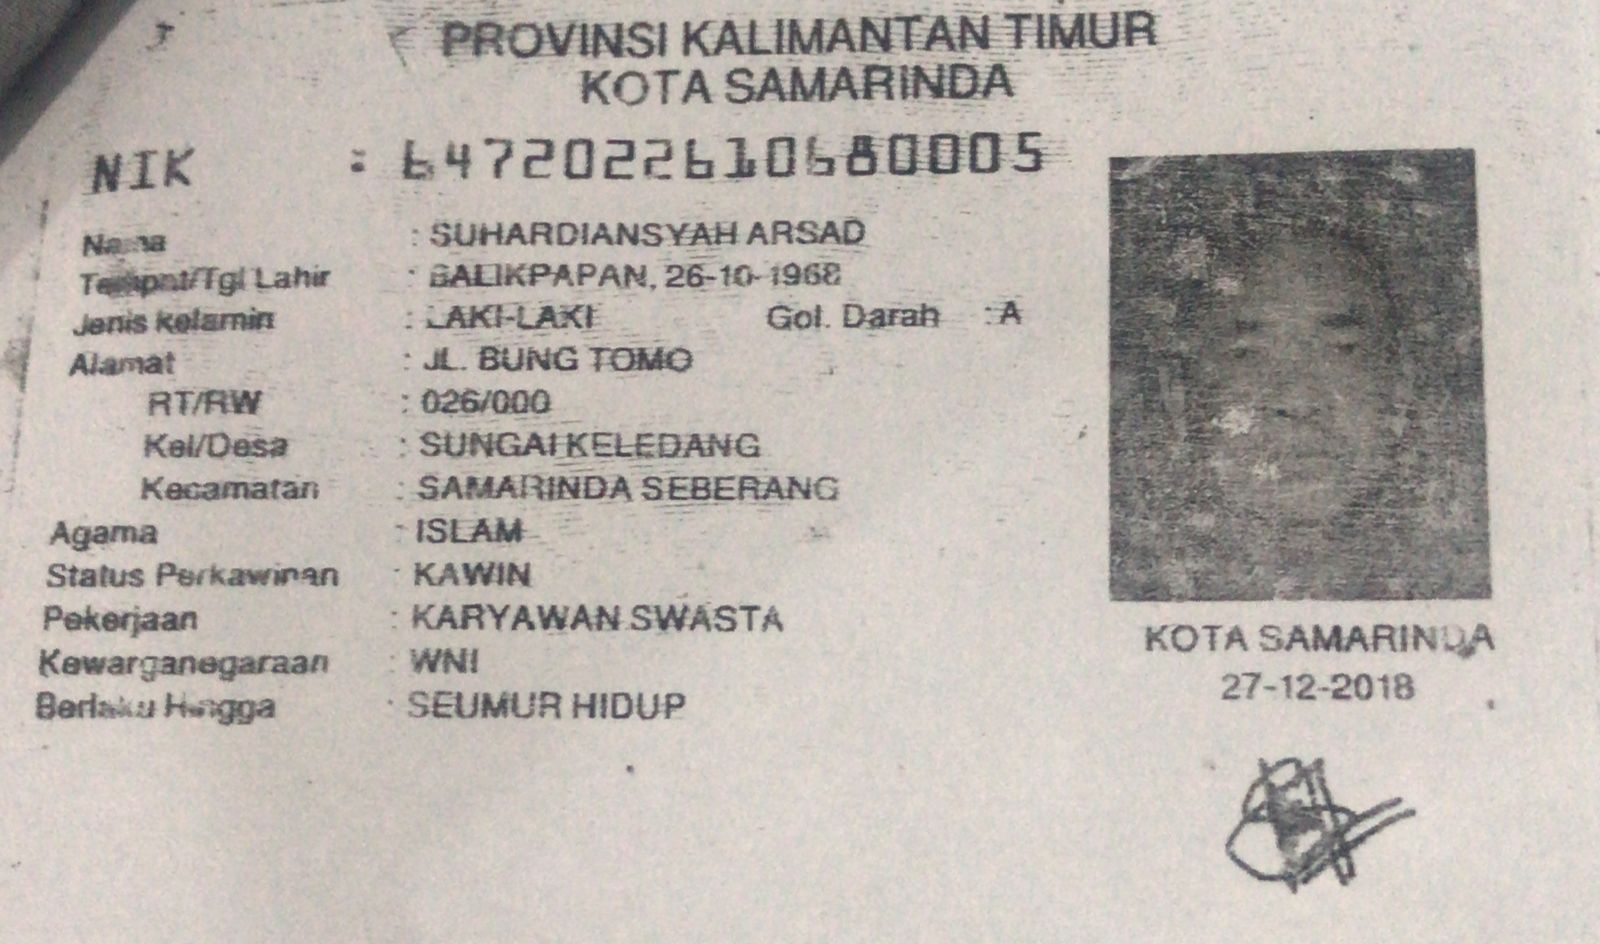 PROVINSI KALIMANTAN TIMUR
KOTA SAMARINDA
NIK : 6472022610680005
Nama : SUHARDIANSYAH ARSAD
Tempat/Tgl Lahir : BALIKPAPAN, 26-10-1968
Jenis kelamin : LAKI-LAKI Gol. Darah : A
Alamat : JL. BUNG TOMO
RT/RW : 026/000
Kel/Desa : SUNGAI KELEDANG
Kecamatan : SAMARINDA SEBERANG
Agama : ISLAM
Status Perkawinan : KAWIN
Pekerjaan : KARYAWAN SWASTA
Kewarganegaraan : WNI
Berlaku Hingga : SEUMUR HIDUP
KOTA SAMARINDA
27-12-2018